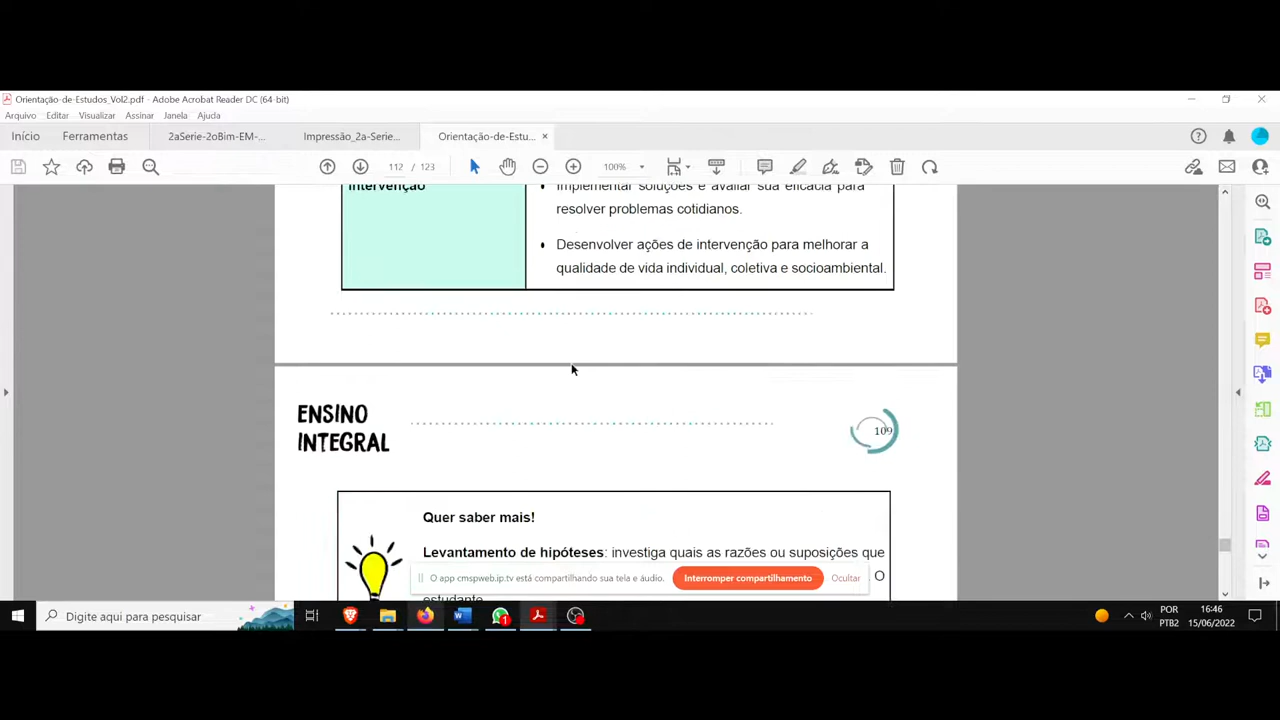 Orientação-de-Estudos_Vol2.pdf - Adobe Acrobat Reader DC (64-bit)
Arquivo Editar Visualizar Assinar Janela Ajuda
Início Ferramentas 2aSerie-2oBim-EM-... Impressão_2a-Serie... Orientação-de-Estu... ×
112 / 123 100%
Intervenção
• Implementar soluções e avaliar sua eficácia para
resolver problemas cotidianos.
• Desenvolver ações de intervenção para melhorar a
qualidade de vida individual, coletiva e socioambiental.
ENSINO
INTEGRAL
109
Quer saber mais!
Levantamento de hipóteses: investiga quais as razões ou suposições que
. O
estudante
O app cmspweb.ip.tv está compartilhando sua tela e áudio. Interromper compartilhamento Ocultar
Digite aqui para pesquisar
1
POR
PTB2
16:46
15/06/2022